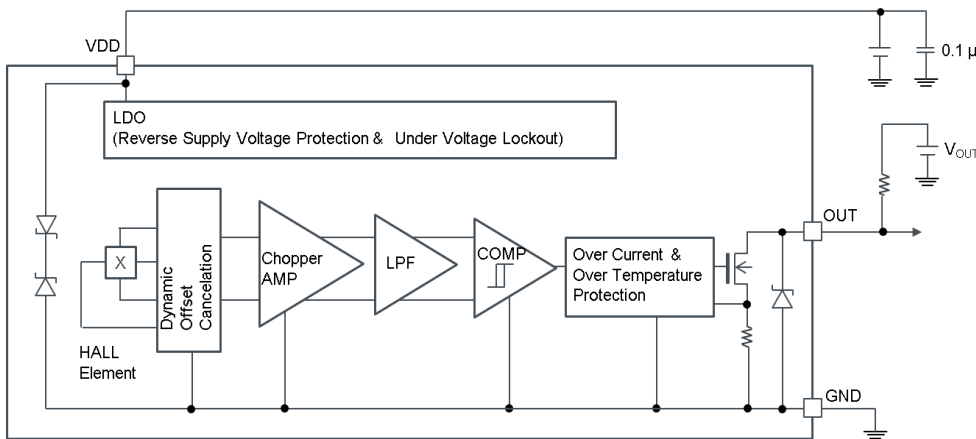 VDD
0.1 µ
LDO
(Reverse Supply Voltage Protection & Under Voltage Lockout)
VOUT
OUT
X
Dynamic
Offset
Cancelation
Chopper
AMP
LPF
COMP
Over Current &
Over Temperature
Protection
HALL
Element
GND